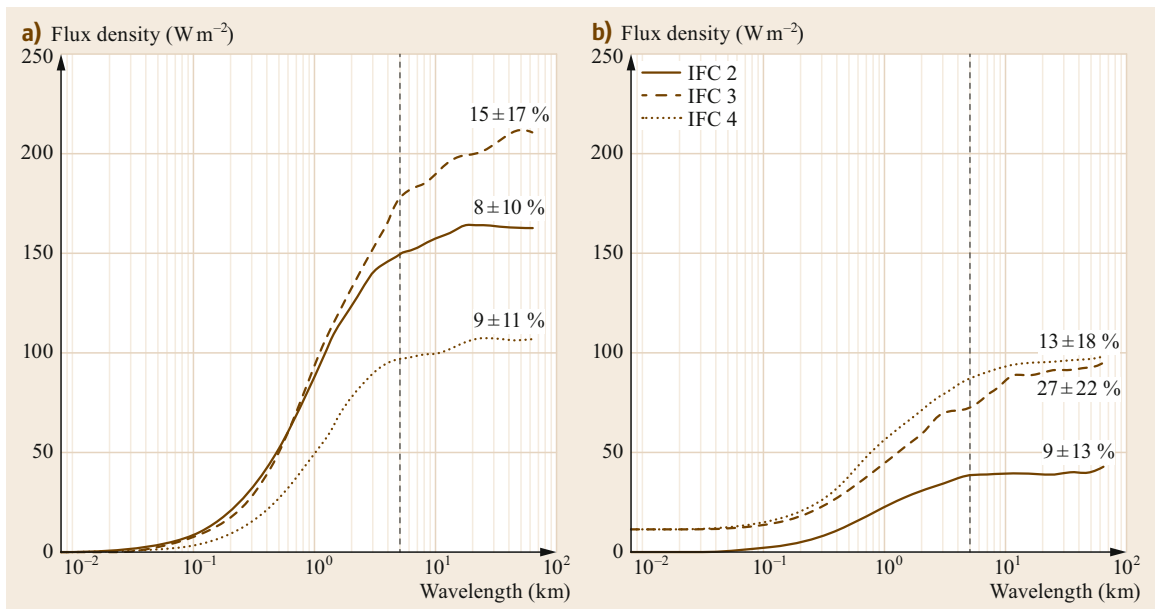 a) Flux density (W m⁻²)
250
200
150
100
50
0
15 ± 17 %
8 ± 10 %
9 ± 11 %
10⁻² 10⁻¹ 10⁰ 10¹ 10²
Wavelength (km)
b) Flux density (W m⁻²)
250
200
150
100
50
0
IFC 2
IFC 3
IFC 4
13 ± 18 %
27 ± 22 %
9 ± 13 %
10⁻² 10⁻¹ 10⁰ 10¹ 10²
Wavelength (km)